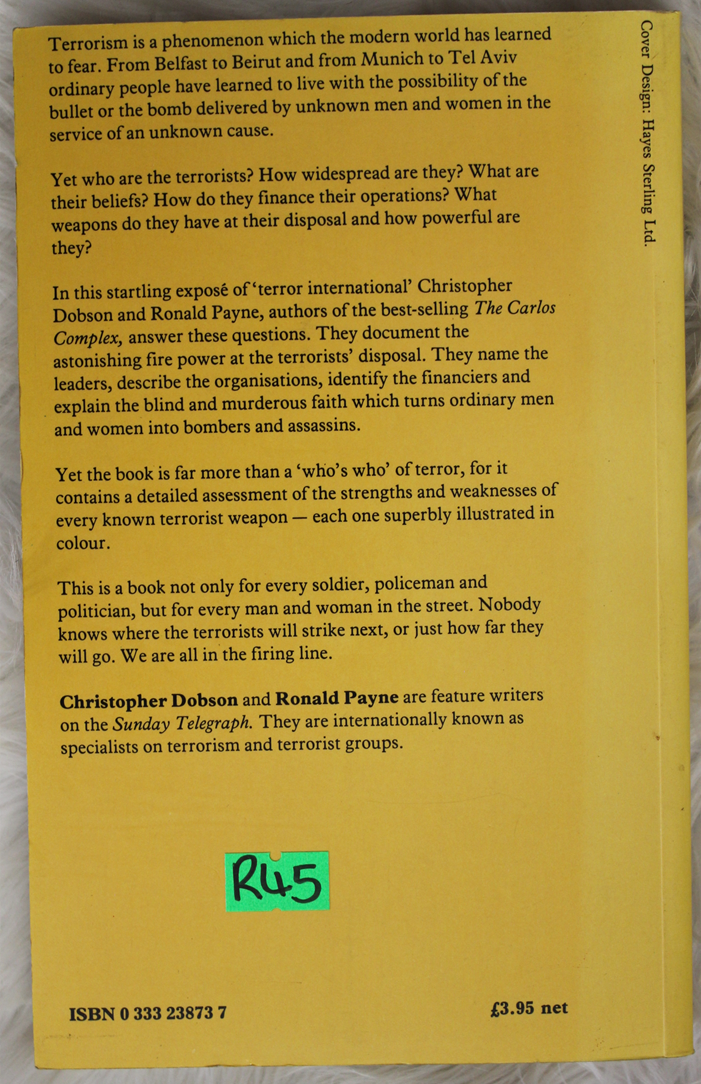 Terrorism is a phenomenon which the modern world has learned
to fear. From Belfast to Beirut and from Munich to Tel Aviv
ordinary people have learned to live with the possibility of the
bullet or the bomb delivered by unknown men and women in the
service of an unknown cause.
Yet who are the terrorists? How widespread are they? What are
their beliefs? How do they finance their operations? What
weapons do they have at their disposal and how powerful are
they?
In this startling exposé of ‘terror international’ Christopher
Dobson and Ronald Payne, authors of the best-selling The Carlos
Complex, answer these questions. They document the
astonishing fire power at the terrorists’ disposal. They name the
leaders, describe the organisations, identify the financiers and
explain the blind and murderous faith which turns ordinary men
and women into bombers and assassins.
Yet the book is far more than a ‘who’s who’ of terror, for it
contains a detailed assessment of the strengths and weaknesses of
every known terrorist weapon — each one superbly illustrated in
colour.
This is a book not only for every soldier, policeman and
politician, but for every man and woman in the street. Nobody
knows where the terrorists will strike next, or just how far they
will go. We are all in the firing line.
Christopher Dobson and Ronald Payne are feature writers
on the Sunday Telegraph. They are internationally known as
specialists on terrorism and terrorist groups.
R45
ISBN 0 333 23873 7
£3.95 net
Cover Design: Hayes Sterling Ltd.